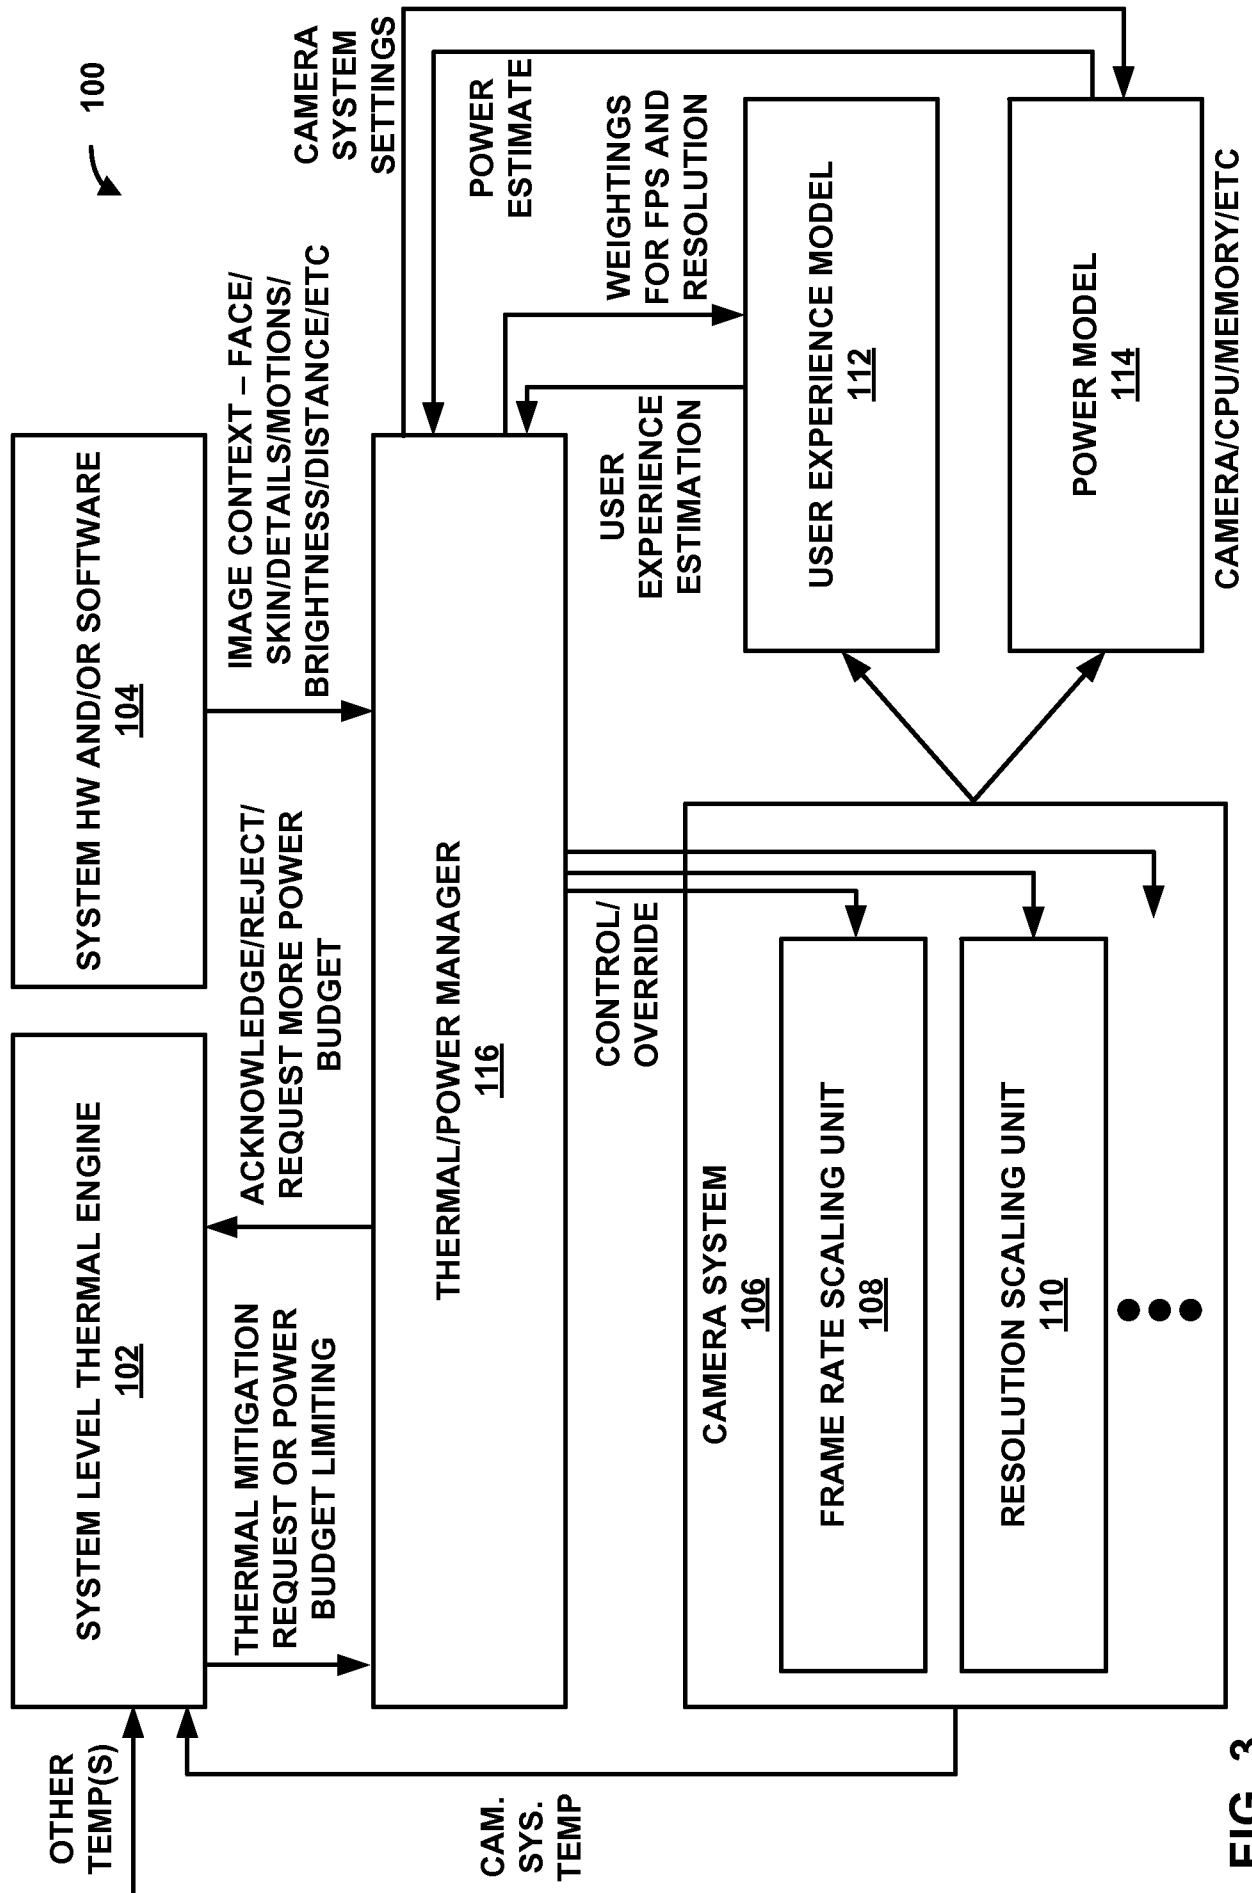 100
OTHER
TEMP(S)
SYSTEM LEVEL THERMAL ENGINE
102
SYSTEM HW AND/OR SOFTWARE
104
THERMAL MITIGATION
REQUEST OR POWER
BUDGET LIMITING
ACKNOWLEDGE/REJECT/
REQUEST MORE POWER
BUDGET
IMAGE CONTEXT – FACE/
SKIN/DETAILS/MOTIONS/
BRIGHTNESS/DISTANCE/ETC
CAMERA
SYSTEM
SETTINGS
THERMAL/POWER MANAGER
116
POWER
ESTIMATE
CAM.
SYS.
TEMP
CONTROL/
OVERRIDE
USER
EXPERIENCE
ESTIMATION
WEIGHTINGS
FOR FPS AND
RESOLUTION
CAMERA SYSTEM
106
FRAME RATE SCALING UNIT
108
RESOLUTION SCALING UNIT
110
USER EXPERIENCE MODEL
112
POWER MODEL
114
CAMERA/CPU/MEMORY/ETC
FIG. 3